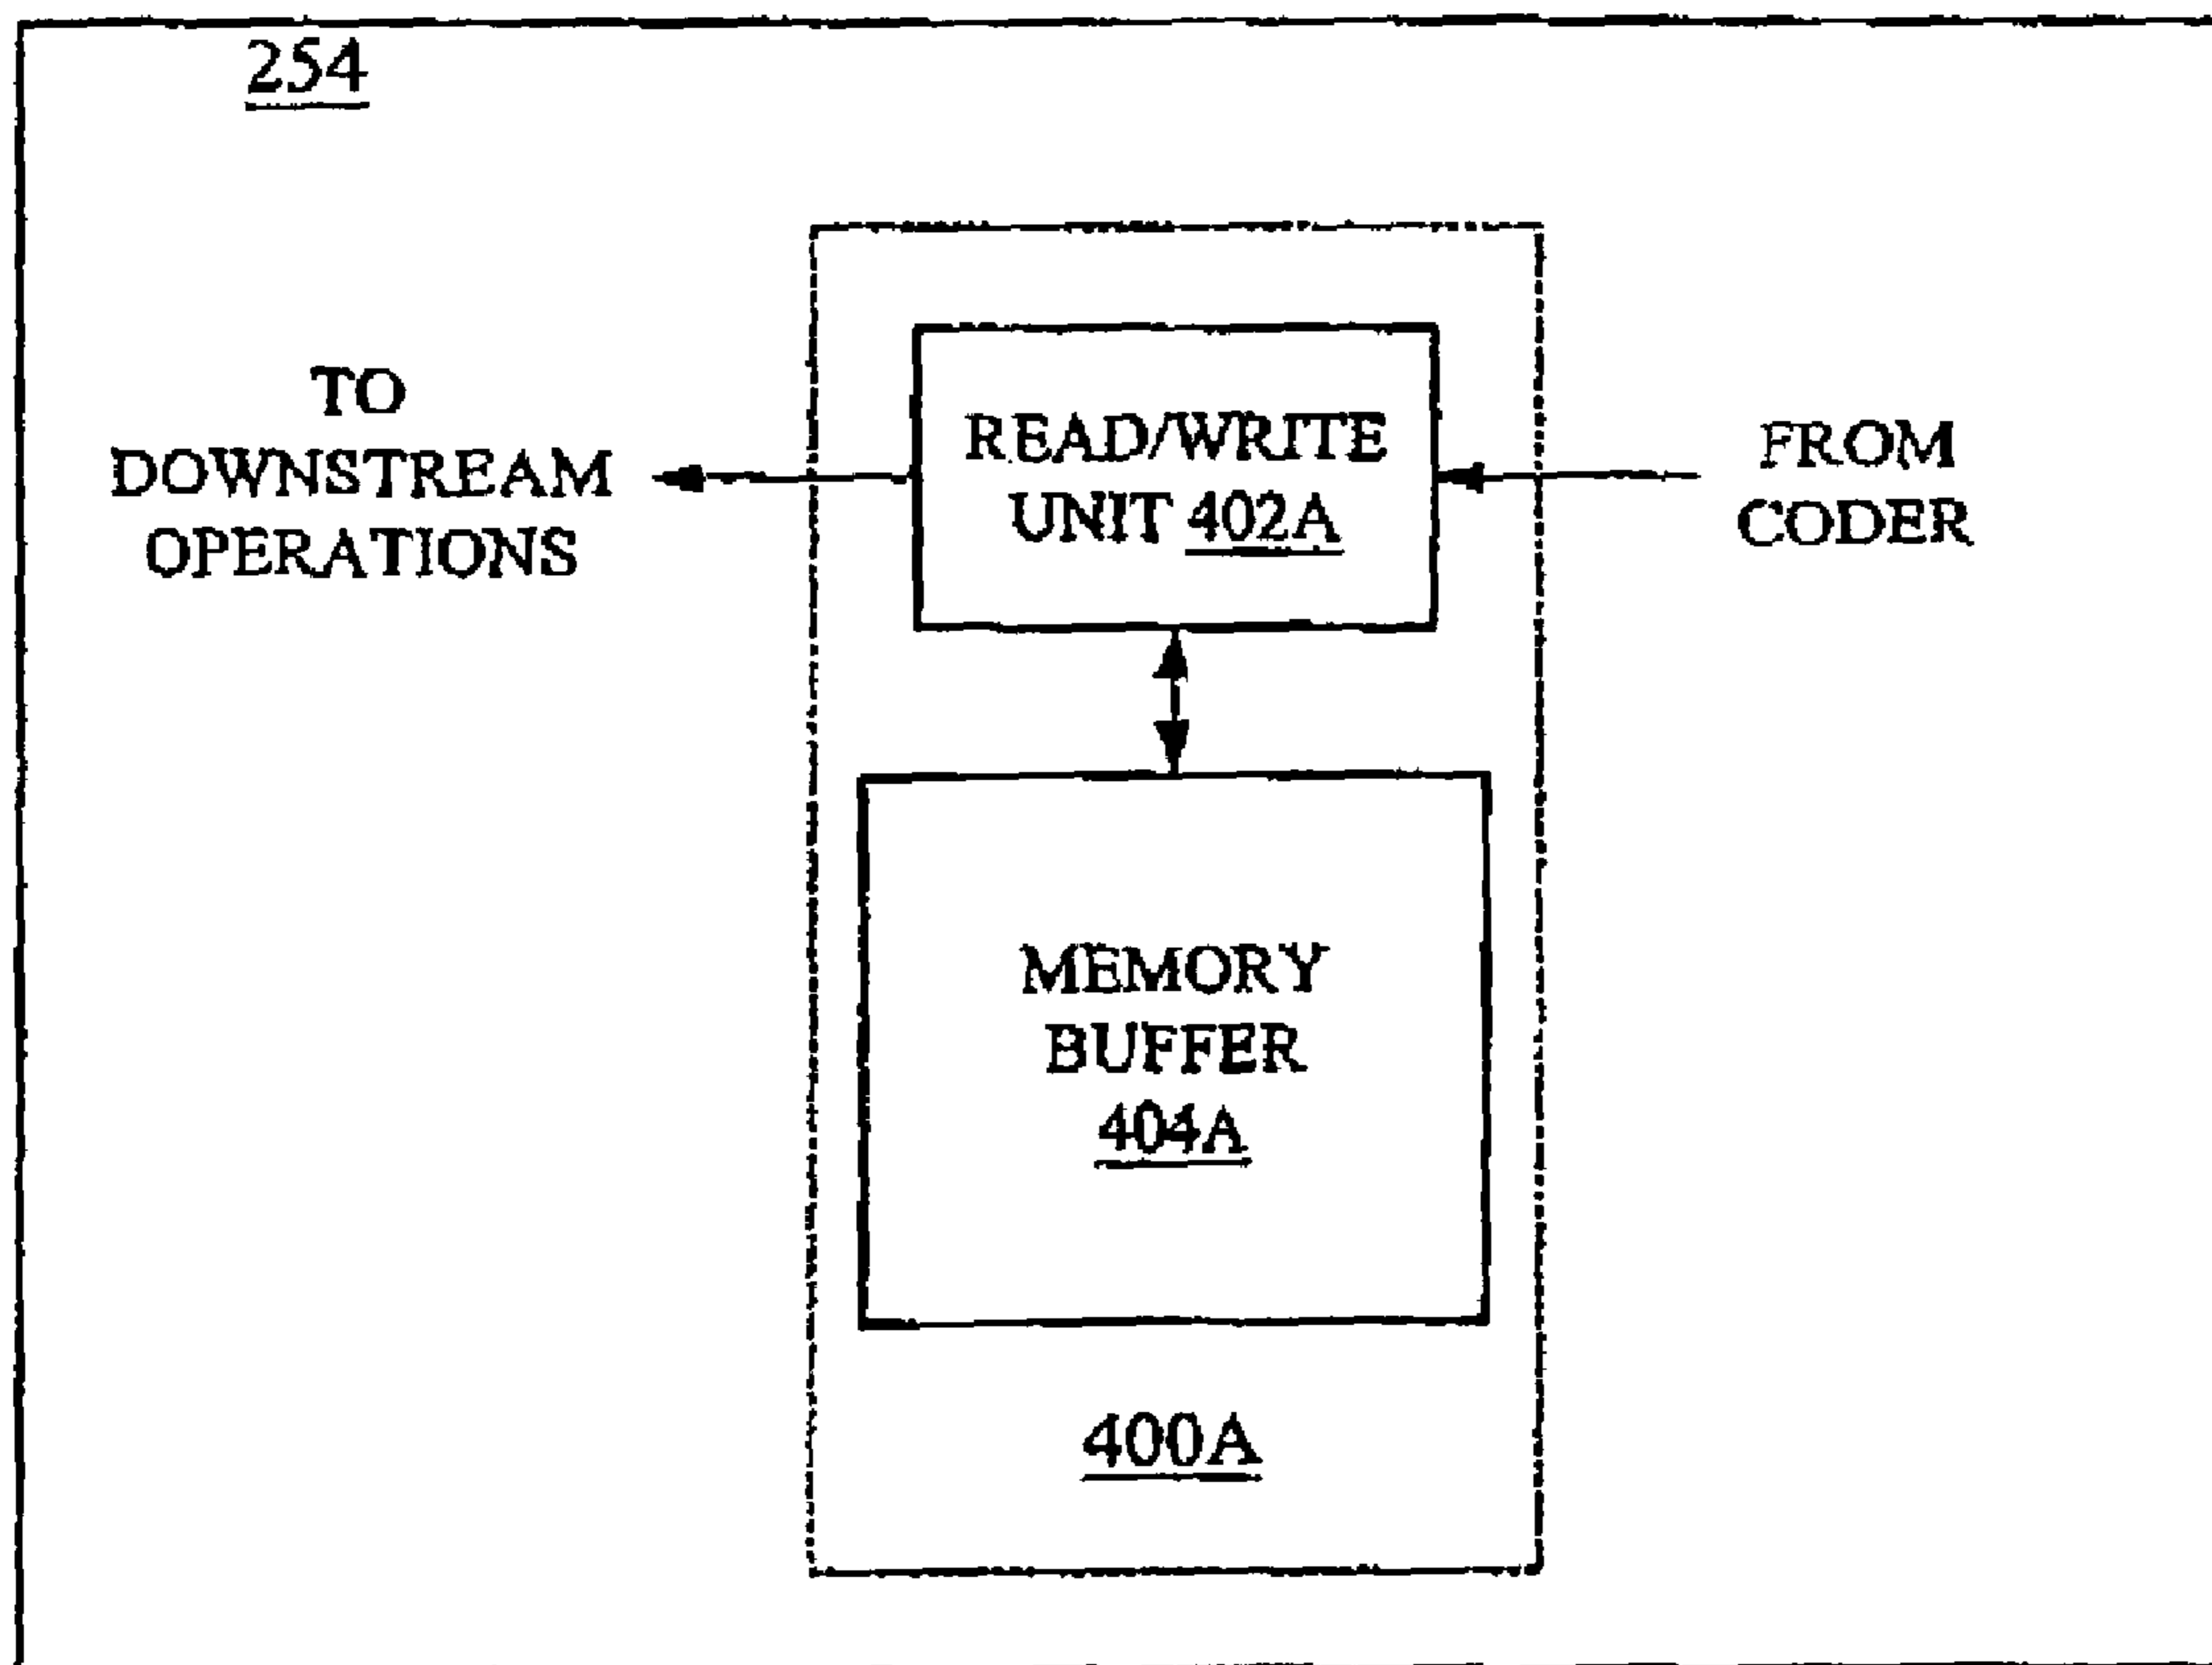 254
TO
DOWNSTREAM
OPERATIONS
READ/WRITE
UNIT 402A
FROM
CODER
MEMORY
BUFFER
404A
400A